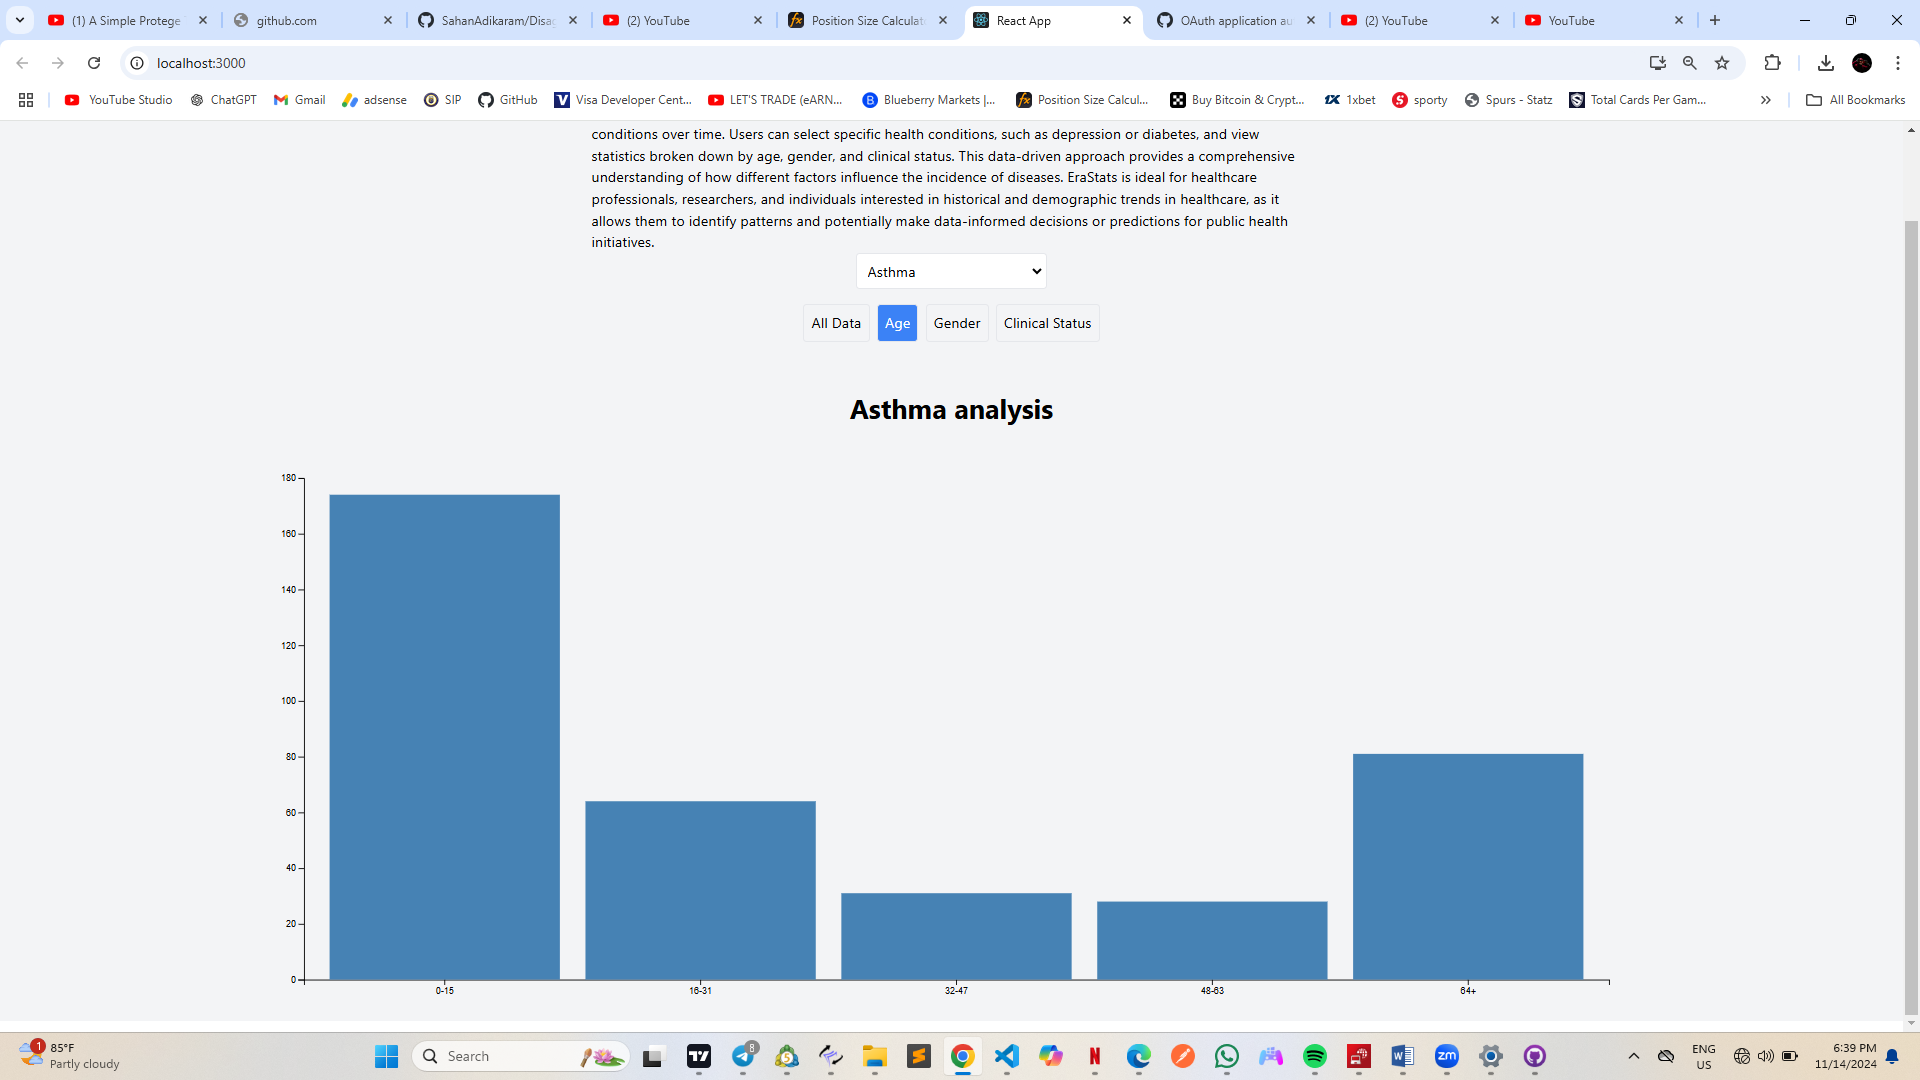 (1) A Simple Protege
github.com
SahanAdikaram/Disa
(2) YouTube
Position Size Calculat
React App
OAuth application au
(2) YouTube
YouTube
localhost:3000
YouTube Studio
ChatGPT
Gmail
adsense
SIP
GitHub
Visa Developer Cent...
LET'S TRADE (eARN...
Blueberry Markets |...
Position Size Calcul...
Buy Bitcoin & Crypt...
1xbet
sporty
Spurs - Statz
Total Cards Per Gam...
All Bookmarks
conditions over time. Users can select specific health conditions, such as depression or diabetes, and view
statistics broken down by age, gender, and clinical status. This data-driven approach provides a comprehensive
understanding of how different factors influence the incidence of diseases. EraStats is ideal for healthcare
professionals, researchers, and individuals interested in historical and demographic trends in healthcare, as it
allows them to identify patterns and potentially make data-informed decisions or predictions for public health
initiatives.
Asthma
All Data
Age
Gender
Clinical Status
Asthma analysis
180
160
140
120
100
80
60
40
20
0
0-15
16-31
32-47
48-63
64+
1
85°F
Partly cloudy
Search
8
ENG
US
6:39 PM
11/14/2024